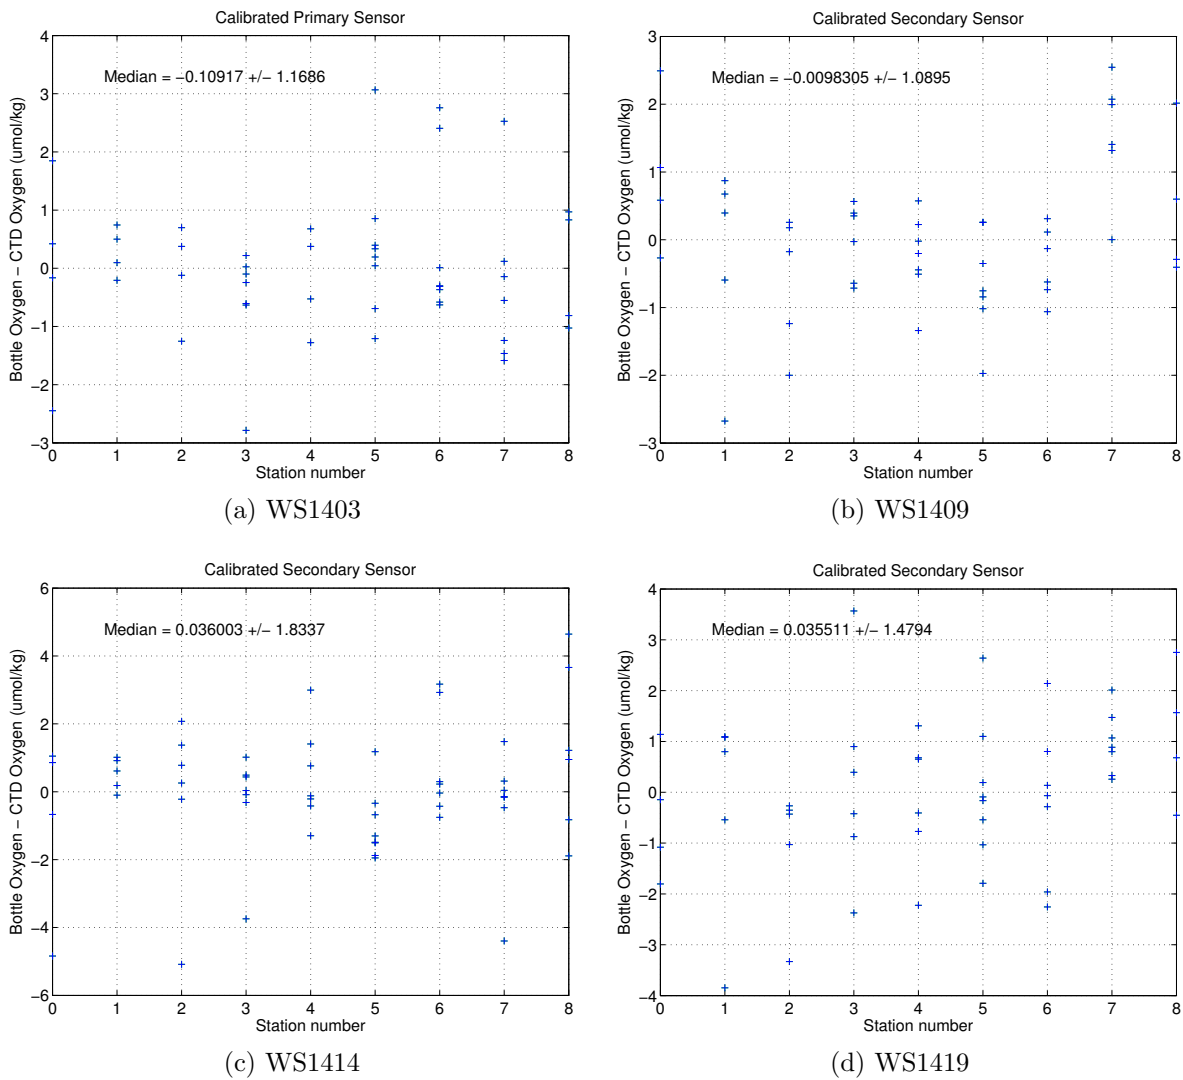 Calibrated Primary Sensor
Median = −0.10917 +/− 1.1686
Bottle Oxygen − CTD Oxygen (umol/kg)
4
3
2
1
0
−1
−2
−3
0 1 2 3 4 5 6 7 8
Station number
(a) WS1403
Calibrated Secondary Sensor
Median = −0.0098305 +/− 1.0895
Bottle Oxygen − CTD Oxygen (umol/kg)
3
2
1
0
−1
−2
−3
0 1 2 3 4 5 6 7 8
Station number
(b) WS1409
Calibrated Secondary Sensor
Median = 0.036003 +/− 1.8337
Bottle Oxygen − CTD Oxygen (umol/kg)
6
4
2
0
−2
−4
−6
0 1 2 3 4 5 6 7 8
Station number
(c) WS1414
Calibrated Secondary Sensor
Median = 0.035511 +/− 1.4794
Bottle Oxygen − CTD Oxygen (umol/kg)
4
3
2
1
0
−1
−2
−3
−4
0 1 2 3 4 5 6 7 8
Station number
(d) WS1419